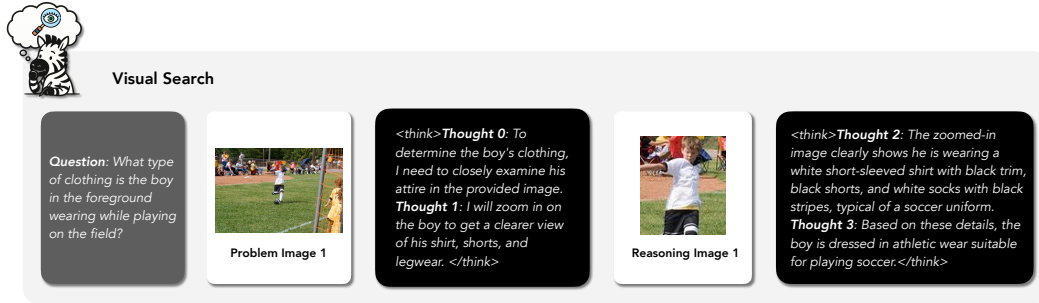 Visual Search
Question: What type
of clothing is the boy
in the foreground
wearing while playing
on the field?
Problem Image 1
<think>Thought 0: To
determine the boy's clothing,
I need to closely examine his
attire in the provided image.
Thought 1: I will zoom in on
the boy to get a clearer view
of his shirt, shorts, and
legwear. </think>
Reasoning Image 1
<think>Thought 2: The zoomed-in
image clearly shows he is wearing a
white short-sleeved shirt with black trim,
black shorts, and white socks with black
stripes, typical of a soccer uniform.
Thought 3: Based on these details, the
boy is dressed in athletic wear suitable
for playing soccer.</think>